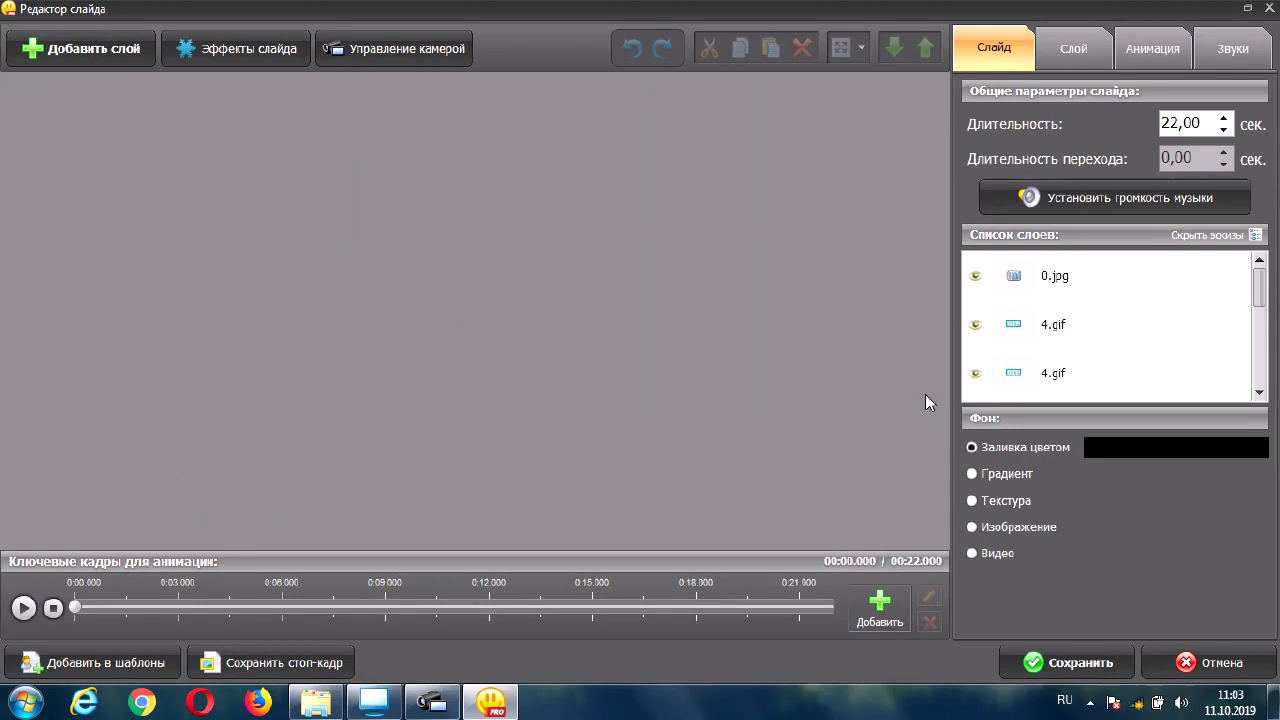 Редактор слайда
Добавить слой
Эффекты слайда
Управление камерой
Слайд
Слой
Анимация
Звуки
Общие параметры слайда:
Длительность: 22,00 сек.
Длительность перехода: 0,00 сек.
Установить громкость музыки
Список слоев: Скрыть эскизы
0.jpg
4.gif
4.gif
Фон:
Заливка цветом
Градиент
Текстура
Изображение
Видео
Ключевые кадры для анимации: 00:00.000 / 00:22.000
0:00.000 0:03.000 0:06.000 0:09.000 0:12.000 0:15.000 0:18.000 0:21.000
Добавить
Добавить в шаблоны
Сохранить стоп-кадр
Сохранить
Отмена
PRO
RU
11:03
11.10.2019